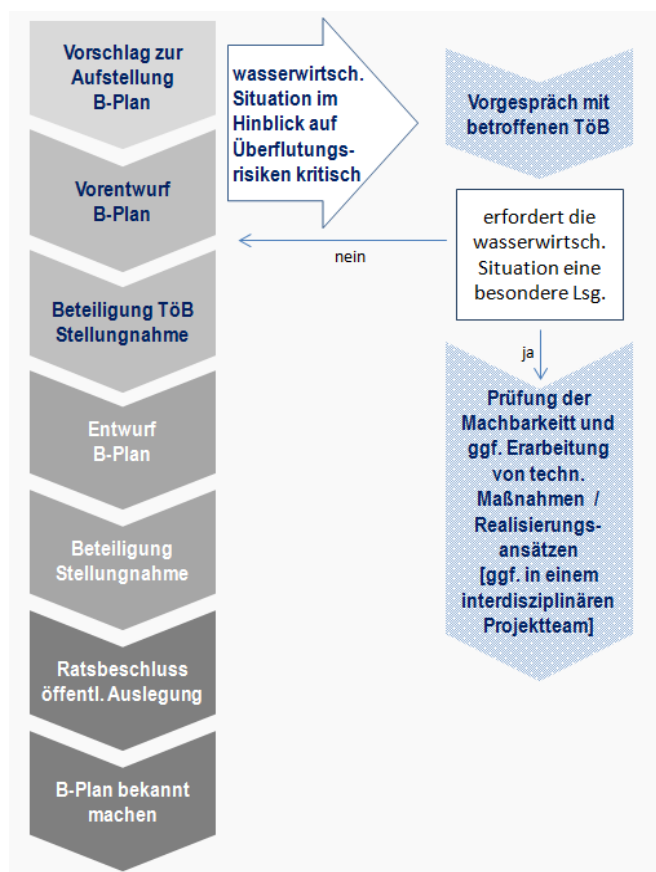 Vorschlag zur
Aufstellung
B-Plan
Vorentwurf
B-Plan
Beteiligung TöB
Stellungnahme
Entwurf
B-Plan
Beteiligung
Stellungnahme
Ratsbeschluss
öffentl. Auslegung
B-Plan bekannt
machen
wasserwirtsch.
Situation im
Hinblick auf
Überflutungs-
risiken kritisch
Vorgespräch mit
betroffenen TöB
erfordert die
wasserwirtsch.
Situation eine
besondere Lsg.
nein
ja
Prüfung der
Machbarkeitt und
ggf. Erarbeitung
von techn.
Maßnahmen /
Realisierungs-
ansätzen
[ggf. in einem
interdisziplinären
Projektteam]